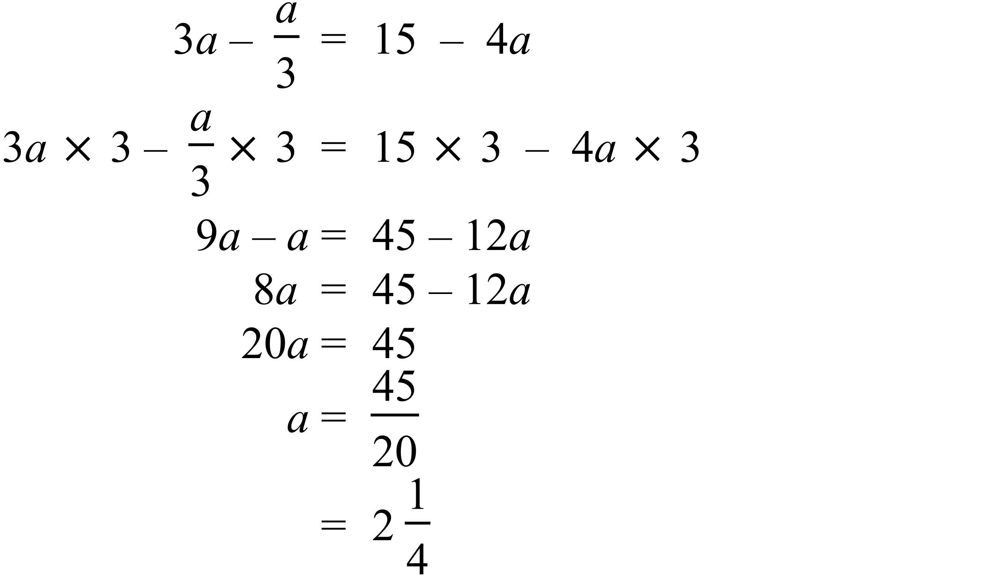 3a – a/3 = 15 – 4a
3a × 3 – a/3 × 3 = 15 × 3 – 4a × 3
9a – a = 45 – 12a
8a = 45 – 12a
20a = 45
a = 45/20
= 2 1/4